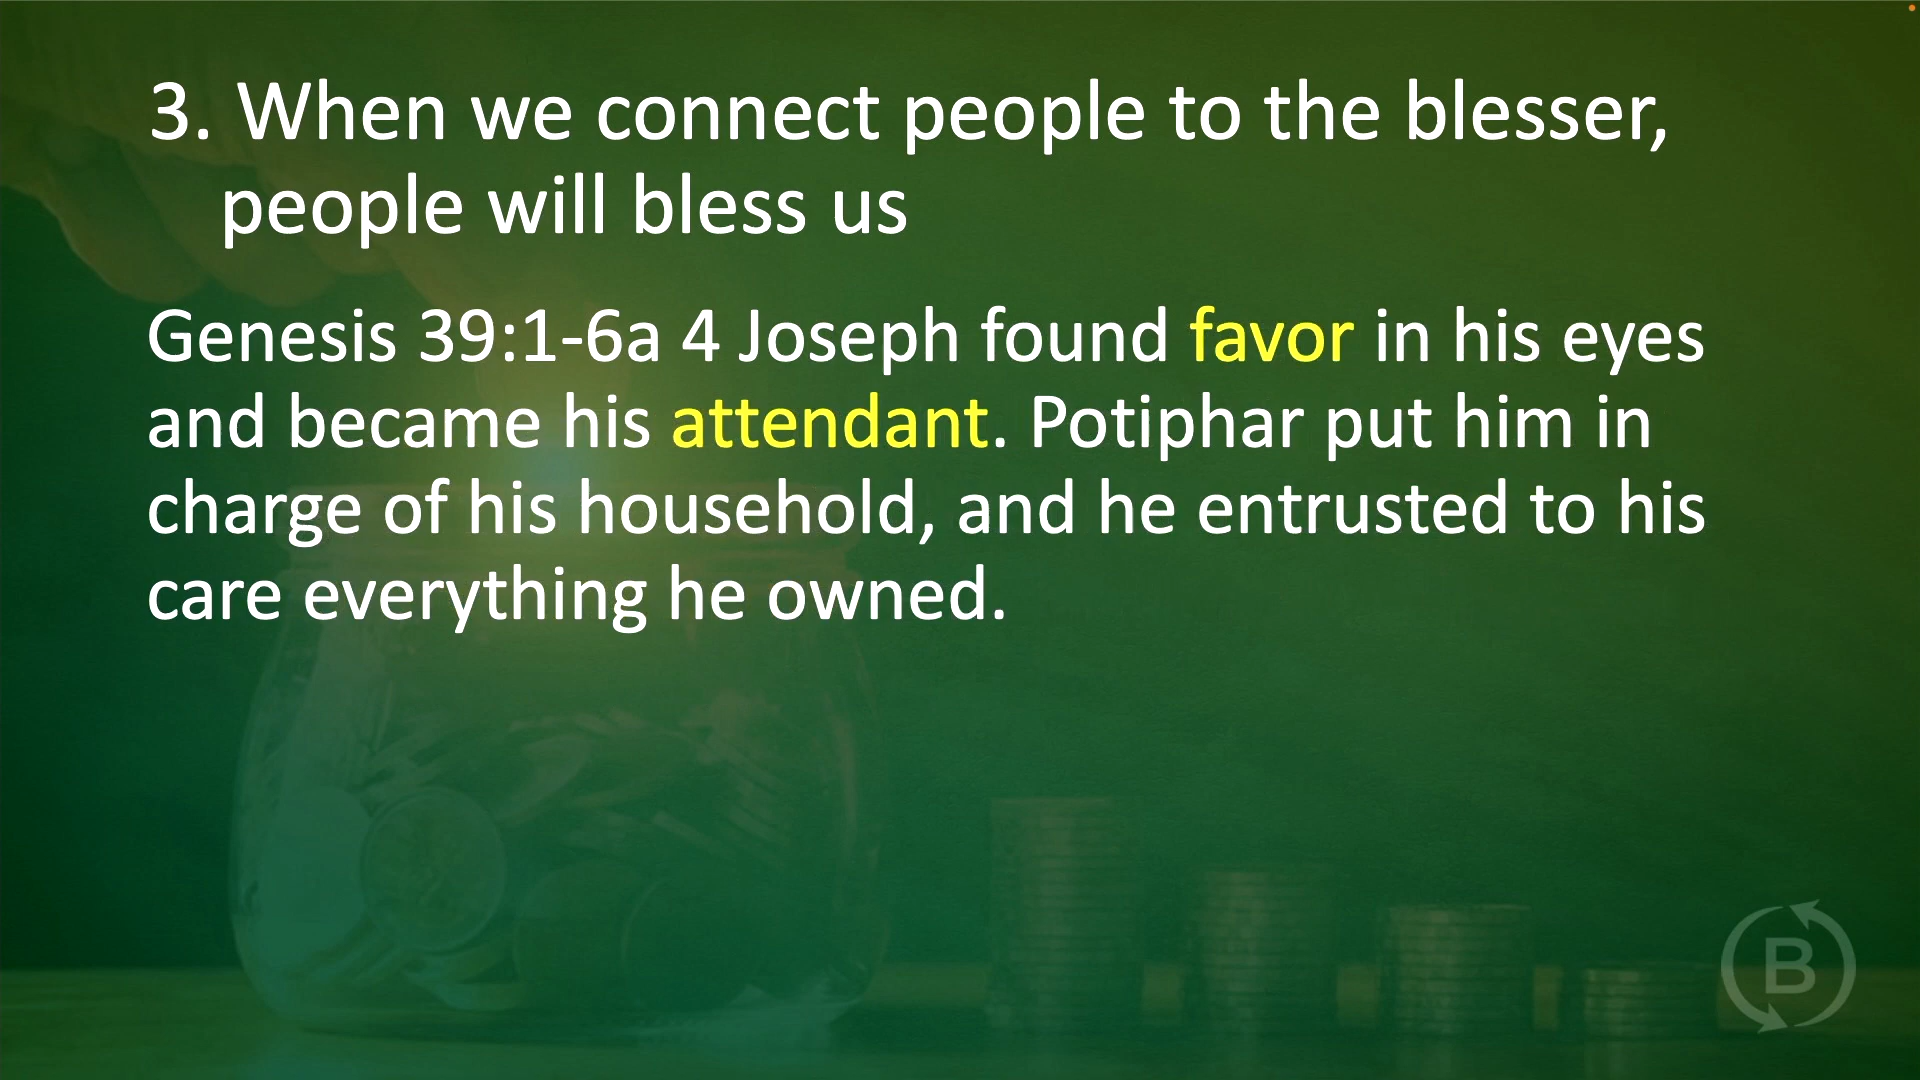 3. When we connect people to the blesser,
people will bless us
Genesis 39:1-6a 4 Joseph found favor in his eyes
and became his attendant. Potiphar put him in
charge of his household, and he entrusted to his
care everything he owned.
B